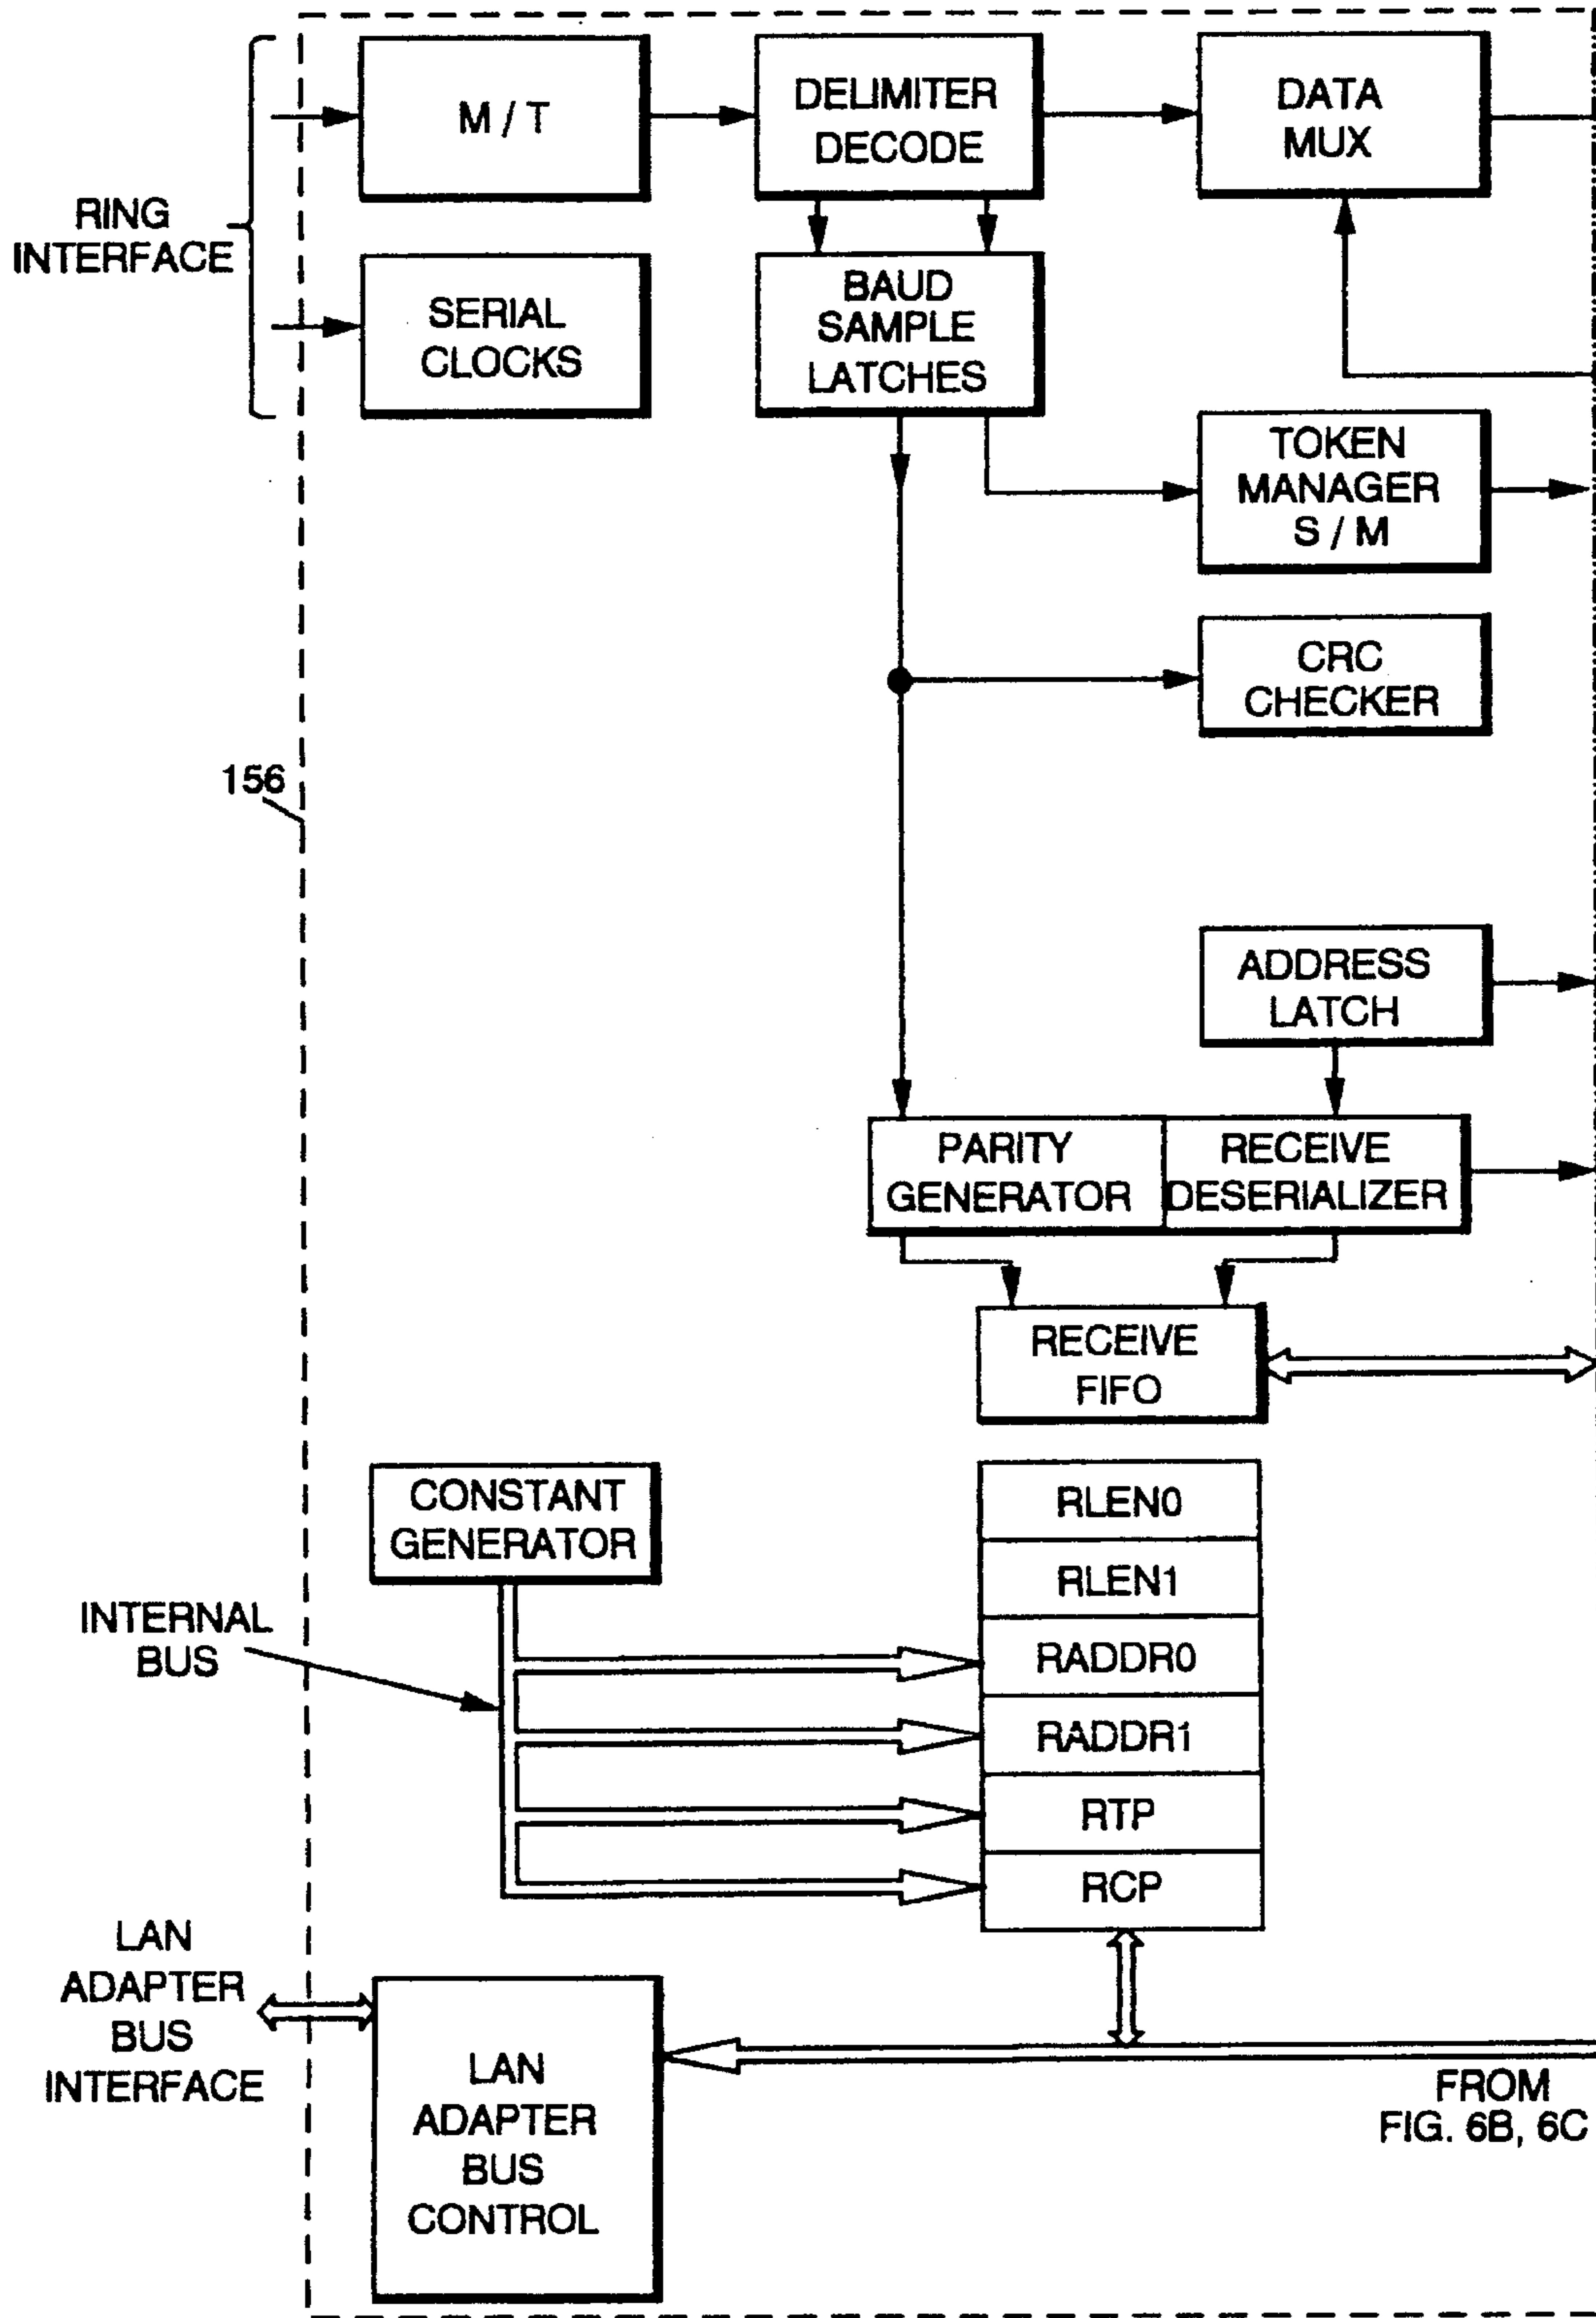 RING
INTERFACE
M / T
DELIMITER
DECODE
DATA
MUX
SERIAL
CLOCKS
BAUD
SAMPLE
LATCHES
TOKEN
MANAGER
S / M
CRC
CHECKER
156
ADDRESS
LATCH
PARITY
GENERATOR
RECEIVE
DESERIALIZER
RECEIVE
FIFO
CONSTANT
GENERATOR
INTERNAL
BUS
RLEN0
RLEN1
RADDR0
RADDR1
RTP
RCP
LAN
ADAPTER
BUS
INTERFACE
LAN
ADAPTER
BUS
CONTROL
FROM
FIG. 6B, 6C